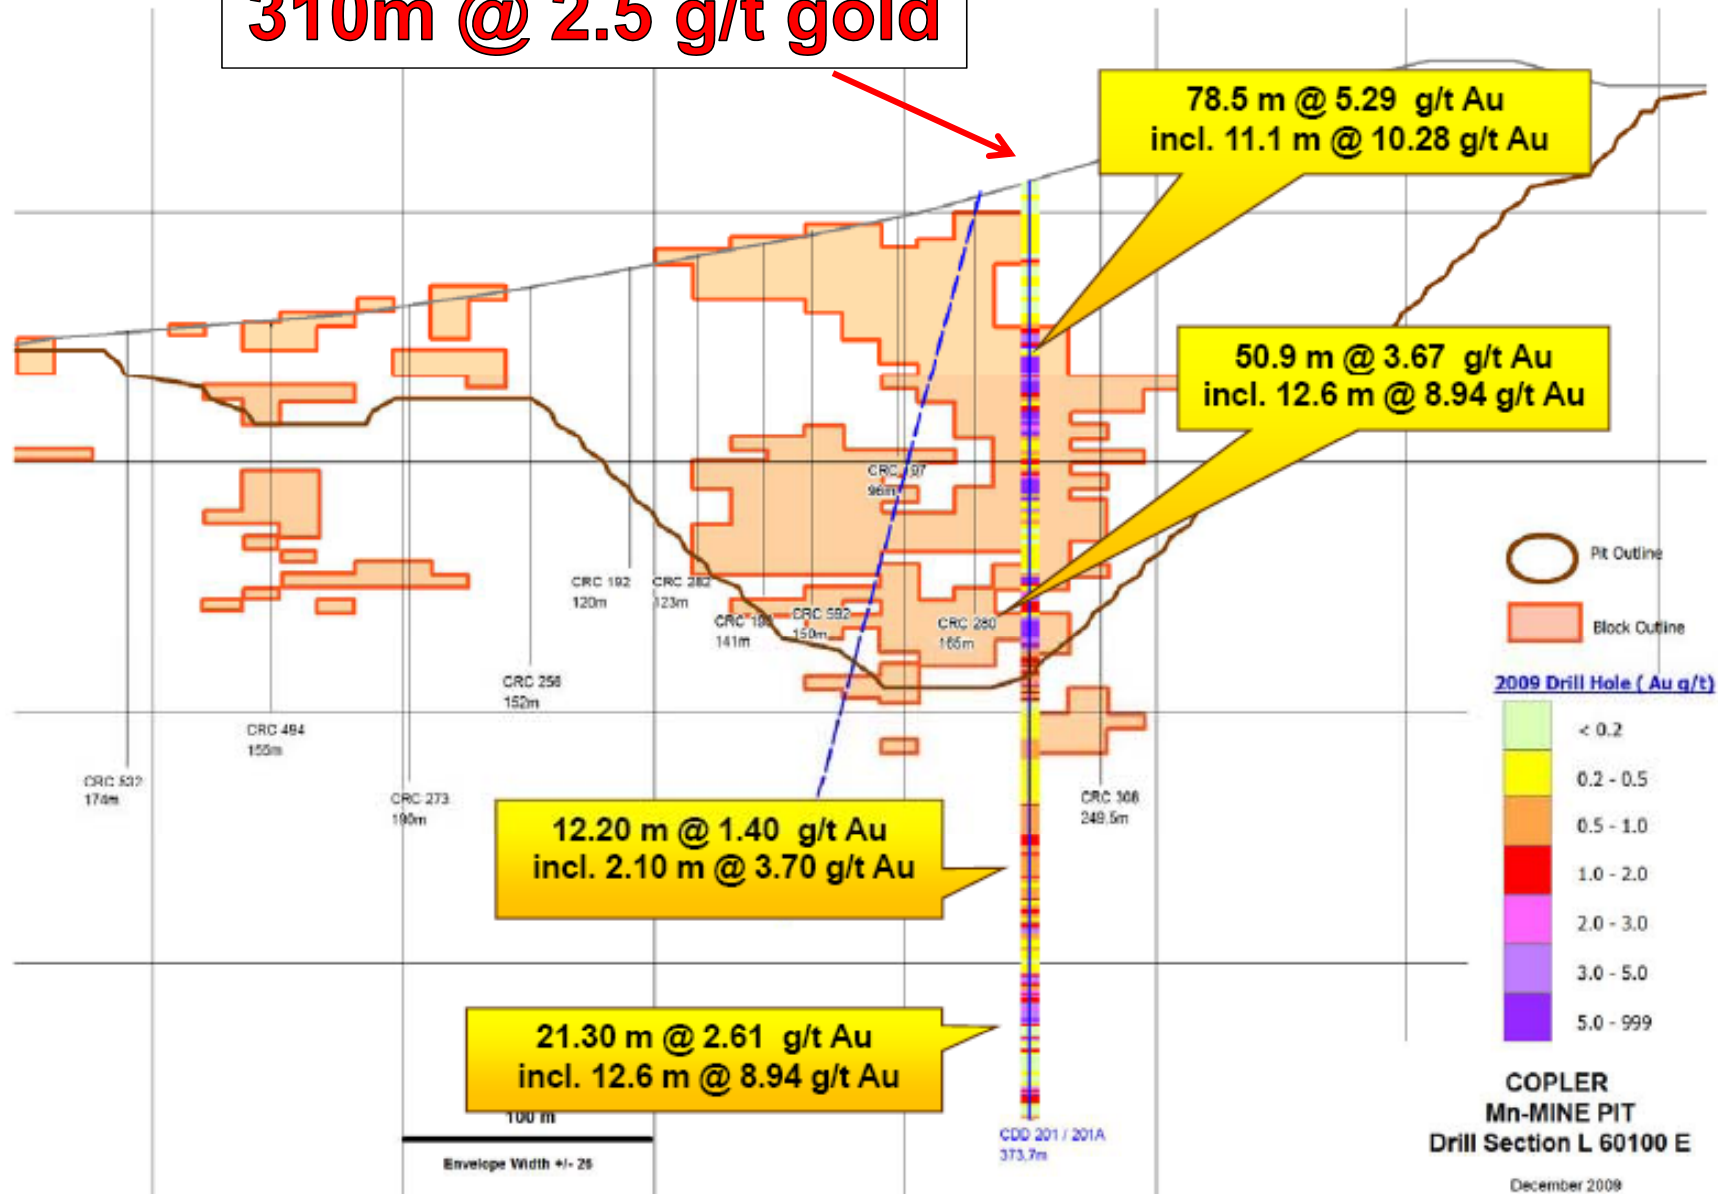 310m @ 2.5 g/t gold
78.5 m @ 5.29 g/t Au
incl. 11.1 m @ 10.28 g/t Au
50.9 m @ 3.67 g/t Au
incl. 12.6 m @ 8.94 g/t Au
CRC
96m
CRC 192
120m
CRC 282
123m
CRC
141m
CRC 592
150m
CRC 280
165m
CRC 256
152m
CRC 494
155m
CRC 532
174m
CRC 273
190m
CRC 308
249,5m
Pit Outline
Block Outline
2009 Drill Hole ( Au g/t)
< 0.2
0.2 - 0.5
0.5 - 1.0
1.0 - 2.0
2.0 - 3.0
3.0 - 5.0
5.0 - 999
12.20 m @ 1.40 g/t Au
incl. 2.10 m @ 3.70 g/t Au
21.30 m @ 2.61 g/t Au
incl. 12.6 m @ 8.94 g/t Au
100 m
Envelope Width +/- 25
CDD 201 / 201A
373,7m
COPLER
Mn-MINE PIT
Drill Section L 60100 E
December 2009